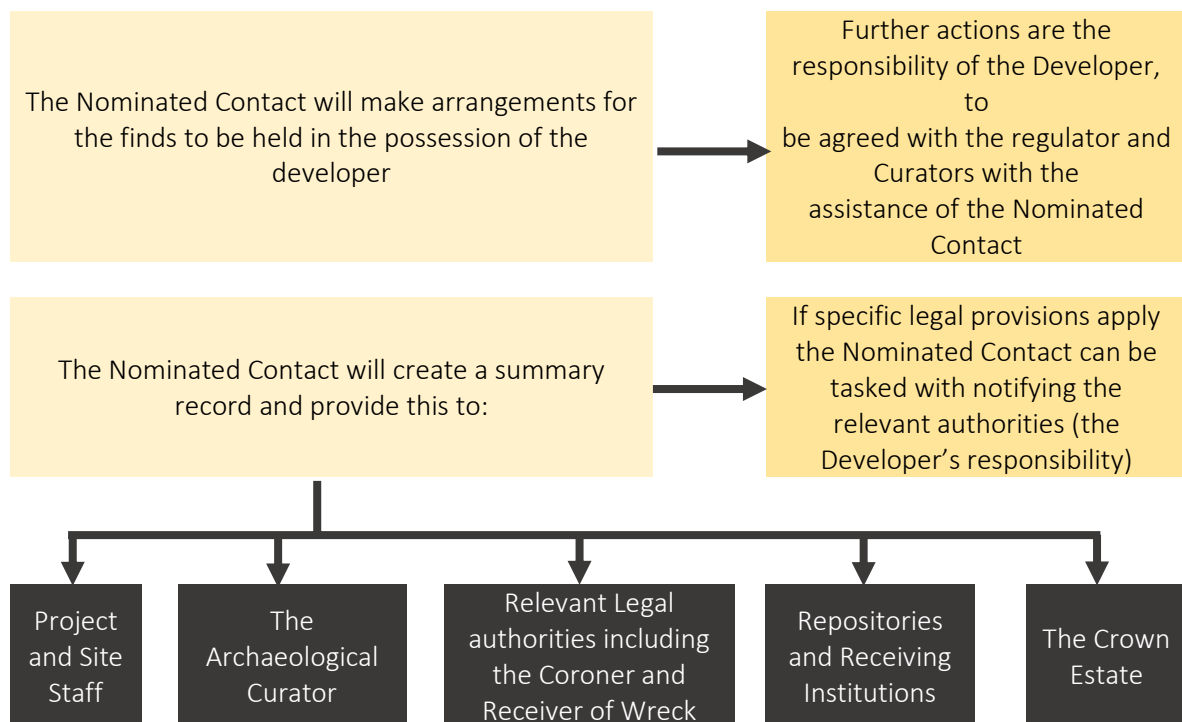 The Nominated Contact will make arrangements for
the finds to be held in the possession of the
developer
Further actions are the
responsibility of the Developer,
to
be agreed with the regulator and
Curators with the
assistance of the Nominated
Contact
The Nominated Contact will create a summary
record and provide this to:
If specific legal provisions apply
the Nominated Contact can be
tasked with notifying the
relevant authorities (the
Developer’s responsibility)
Project
and Site
Staff
The
Archaeological
Curator
Relevant Legal
authorities including
the Coroner and
Receiver of Wreck
Repositories
and Receiving
Institutions
The Crown
Estate